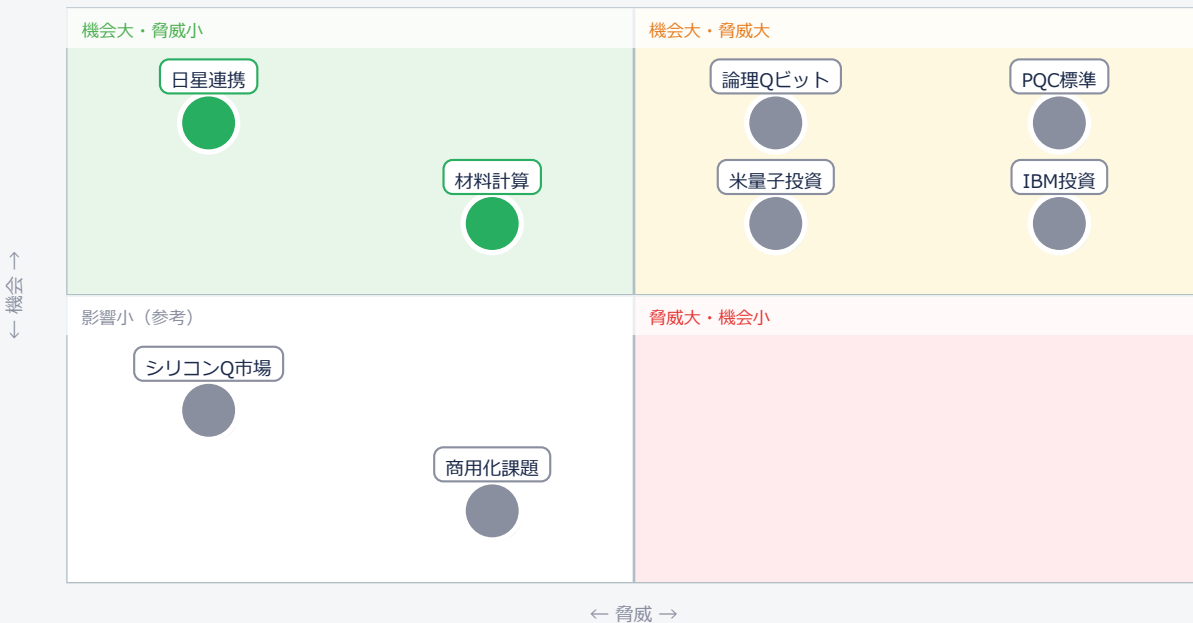 機会大・脅威小
機会大・脅威大
日星連携
論理Qビット
PQC標準
材料計算
米量子投資
IBM投資
← 機会 →
影響小（参考）
脅威大・機会小
シリコンQ市場
商用化課題
← 脅威 →